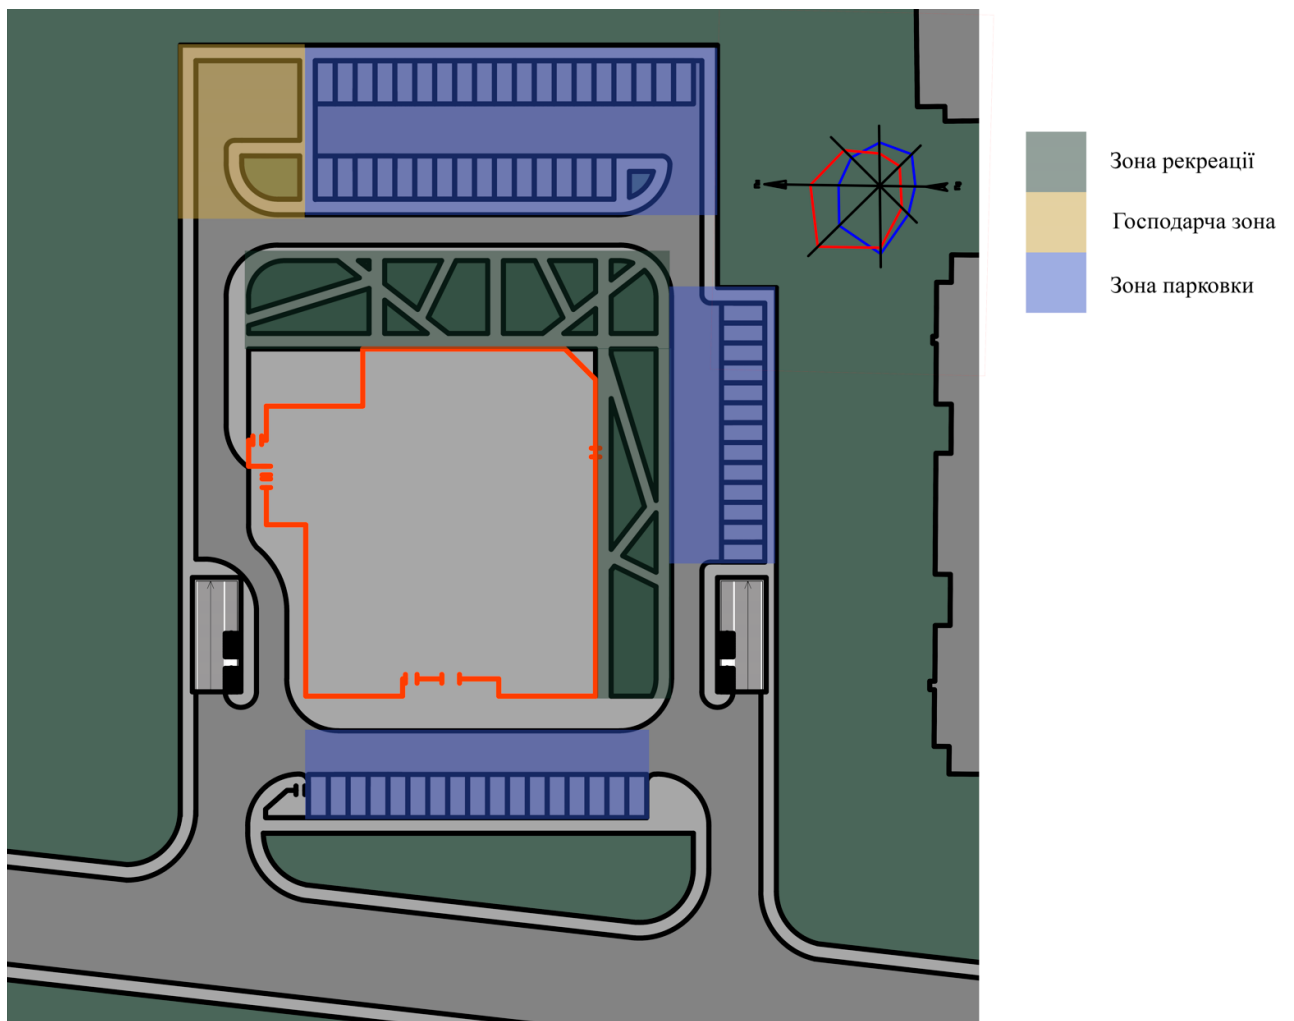 Зона рекреації
Господарча зона
Зона парковки